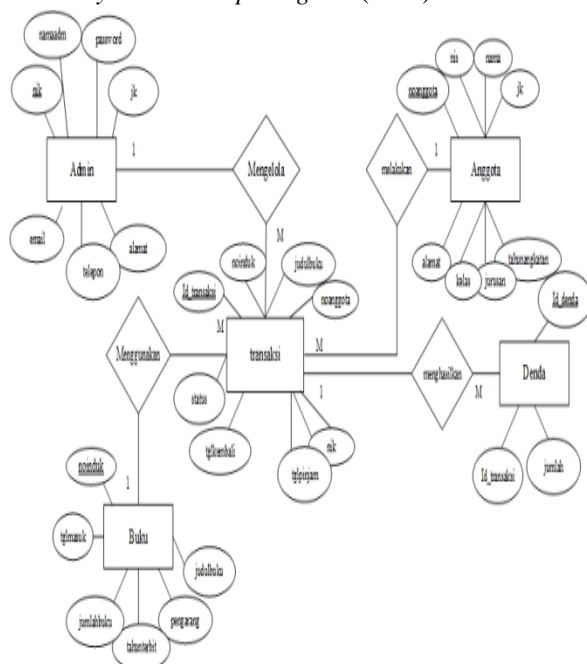 namaadm
password
nik
jk
Admin
1
Mengelola
M
email
telepon
alamat
nis
nama
noanggota
jk
melakukan
1
Anggota
alamat
kelas
jurusan
tahunangkatan
Id_denda
noinduk
judulbuku
Id_transaksi
noanggota
M
transaksi
M
1
Menggunakan
menghasilkan
M
Denda
status
tglkembali
tglpinjam
nik
Id_transaksi
jumlah
1
noinduk
tglmasuk
Buku
judulbuku
jumlahbuku
tahunterbit
pengarang